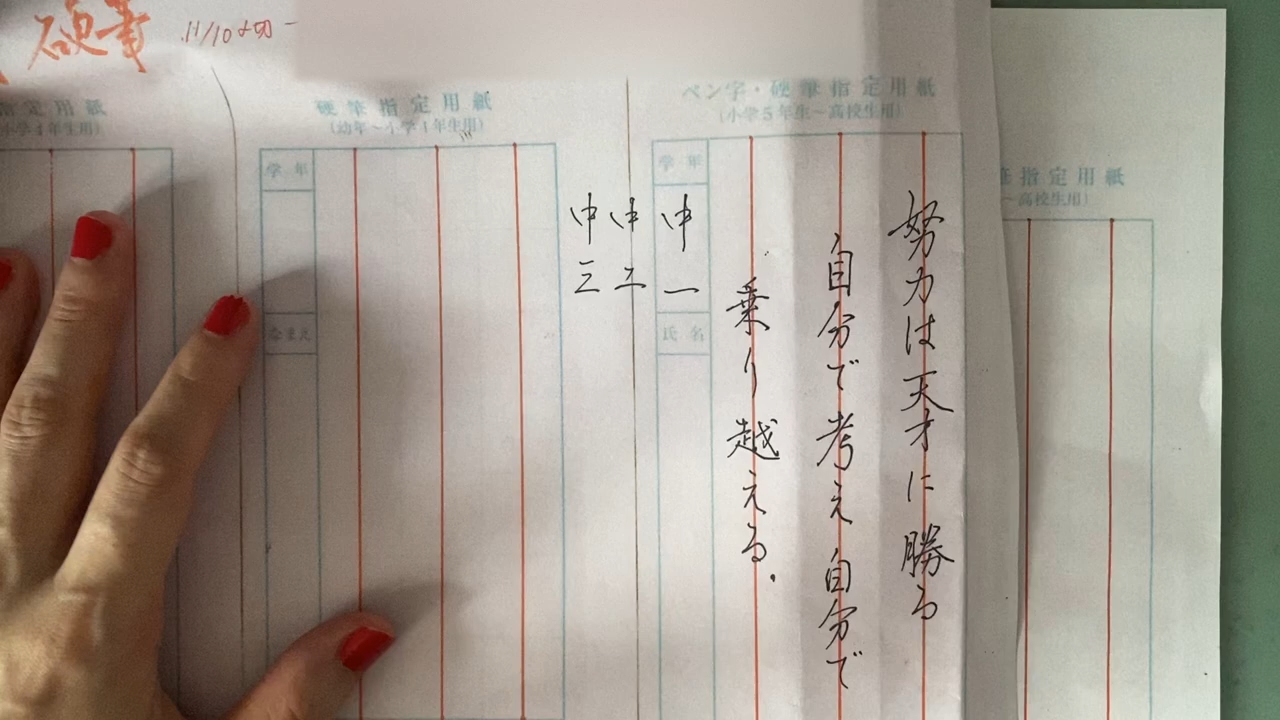 硬筆
11/10〆切
ペン字・硬筆指定用紙
(小学5年生~高校生用)
学年
氏名
努力は天才に勝る
自分で考え自分で
乗り越える.
中一
中二
中三
硬筆指定用紙
(幼年~小学1年生用)
学年
なまえ
指定用紙
小学4年生用)
指定用紙
~高校生用)